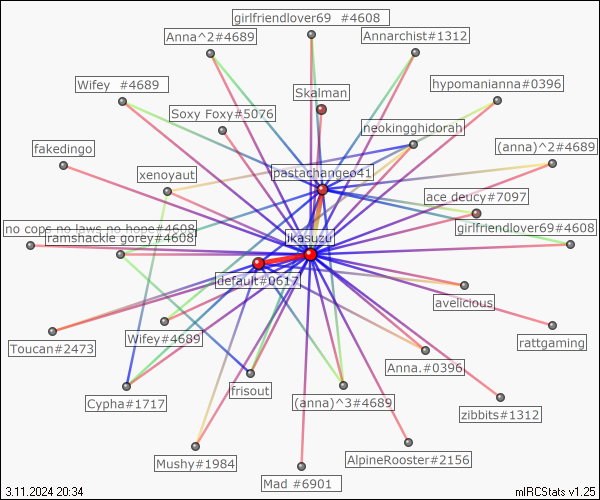 girlfriendlover69 #4608
Anna^2#4689
Annarchist#1312
Wifey #4689
Skalman
hypomanianna#0396
Soxy Foxy#5076
neokingghidorah
fakedingo
(anna)^2#4689
xenoyaut
pastachangeo41
ace deucy#7097
no cops no laws no hope#4608
girlfriendlover69#4608
ramshackle gorey#4608
ikasuzu
default#0617
avelicious
Toucan#2473
Wifey#4689
rattgaming
Anna.#0396
Cypha#1717
frisout
(anna)^3#4689
zibbits#1312
Mushy#1984
AlpineRooster#2156
Mad #6901
3.11.2024 20:34
mIRCStats v1.25